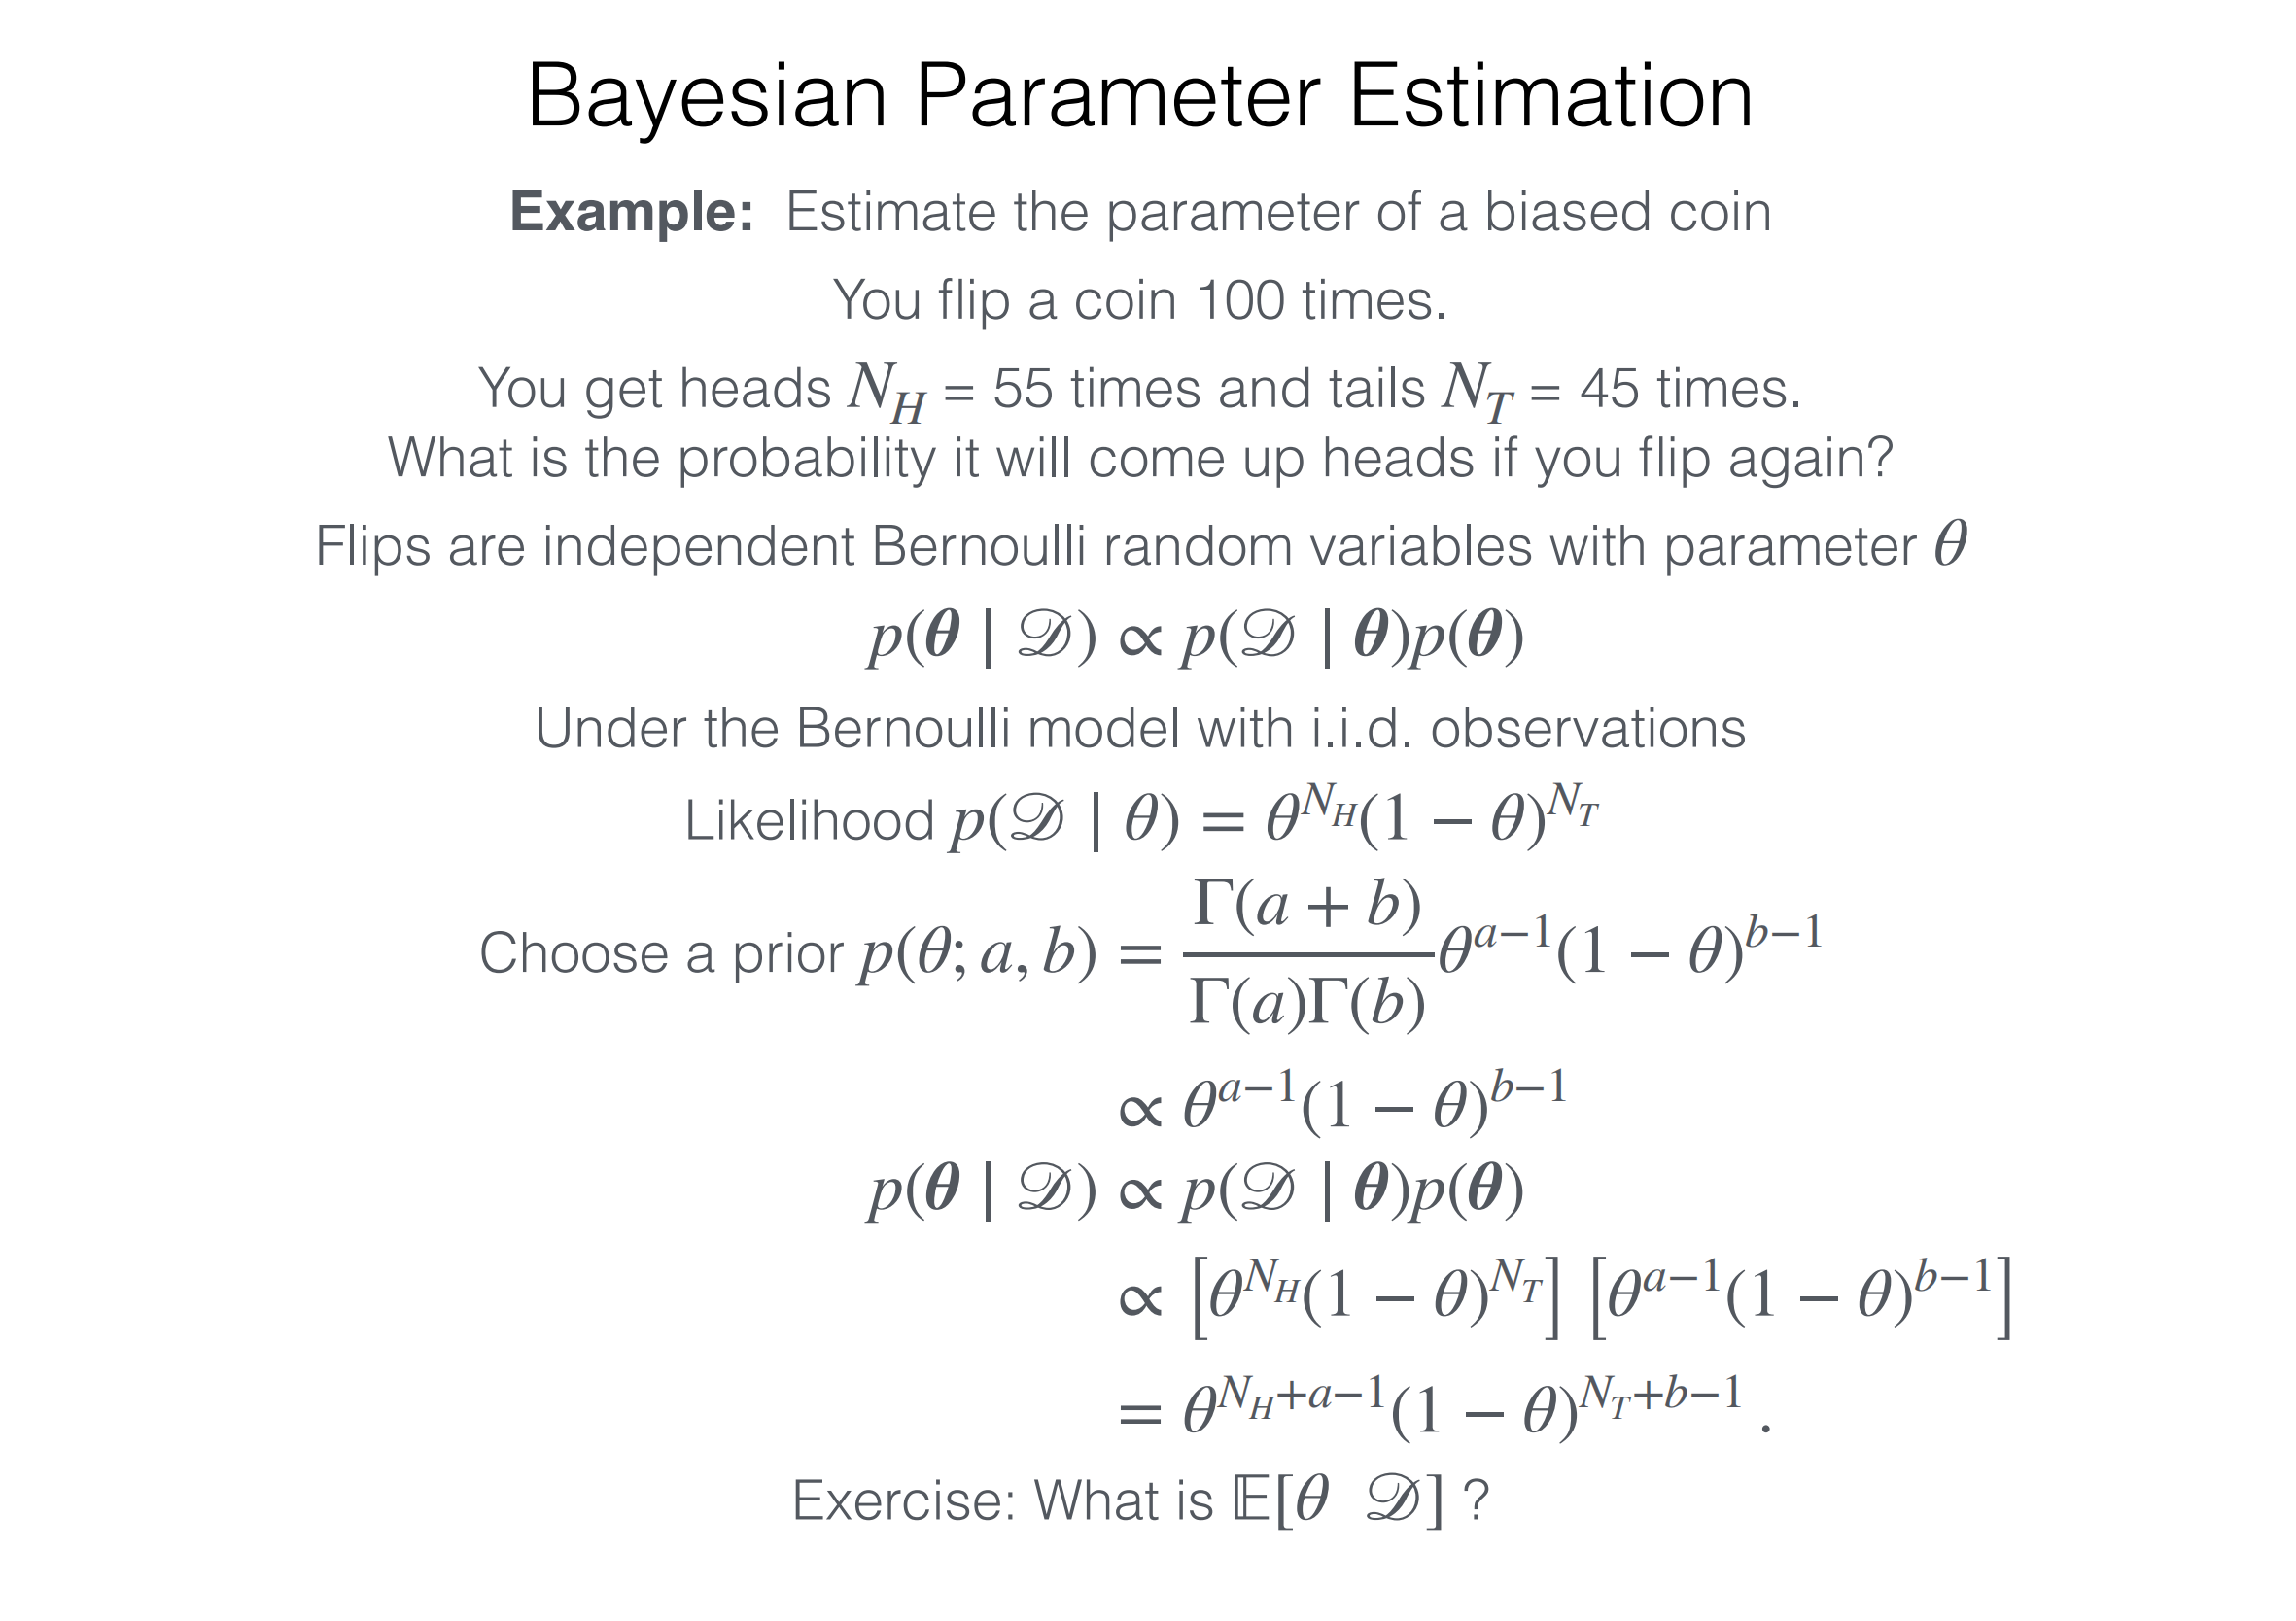 Bayesian Parameter Estimation
Example: Estimate the parameter of a biased coin
You flip a coin 100 times.
You get heads $N_H$ = 55 times and tails $N_T$ = 45 times.
What is the probability it will come up heads if you flip again?
Flips are independent Bernoulli random variables with parameter $\theta$
$p(\boldsymbol{\theta} \mid \mathscr{D}) \propto p(\mathscr{D} \mid \boldsymbol{\theta})p(\boldsymbol{\theta})$
Under the Bernoulli model with i.i.d. observations
Likelihood $p(\mathscr{D} \mid \theta) = \theta^{N_H}(1 - \theta)^{N_T}$
Choose a prior $p(\theta; a, b) = \frac{\Gamma(a + b)}{\Gamma(a)\Gamma(b)}\theta^{a-1}(1 - \theta)^{b-1}$
$\propto \theta^{a-1}(1 - \theta)^{b-1}$
$p(\boldsymbol{\theta} \mid \mathscr{D}) \propto p(\mathscr{D} \mid \boldsymbol{\theta})p(\boldsymbol{\theta})$
$\propto \left[\theta^{N_H}(1 - \theta)^{N_T}\right] \left[\theta^{a-1}(1 - \theta)^{b-1}\right]$
$= \theta^{N_H+a-1}(1 - \theta)^{N_T+b-1}$ .
Exercise: What is $\mathbb{E}[\theta \;\; \mathscr{D}]$ ?